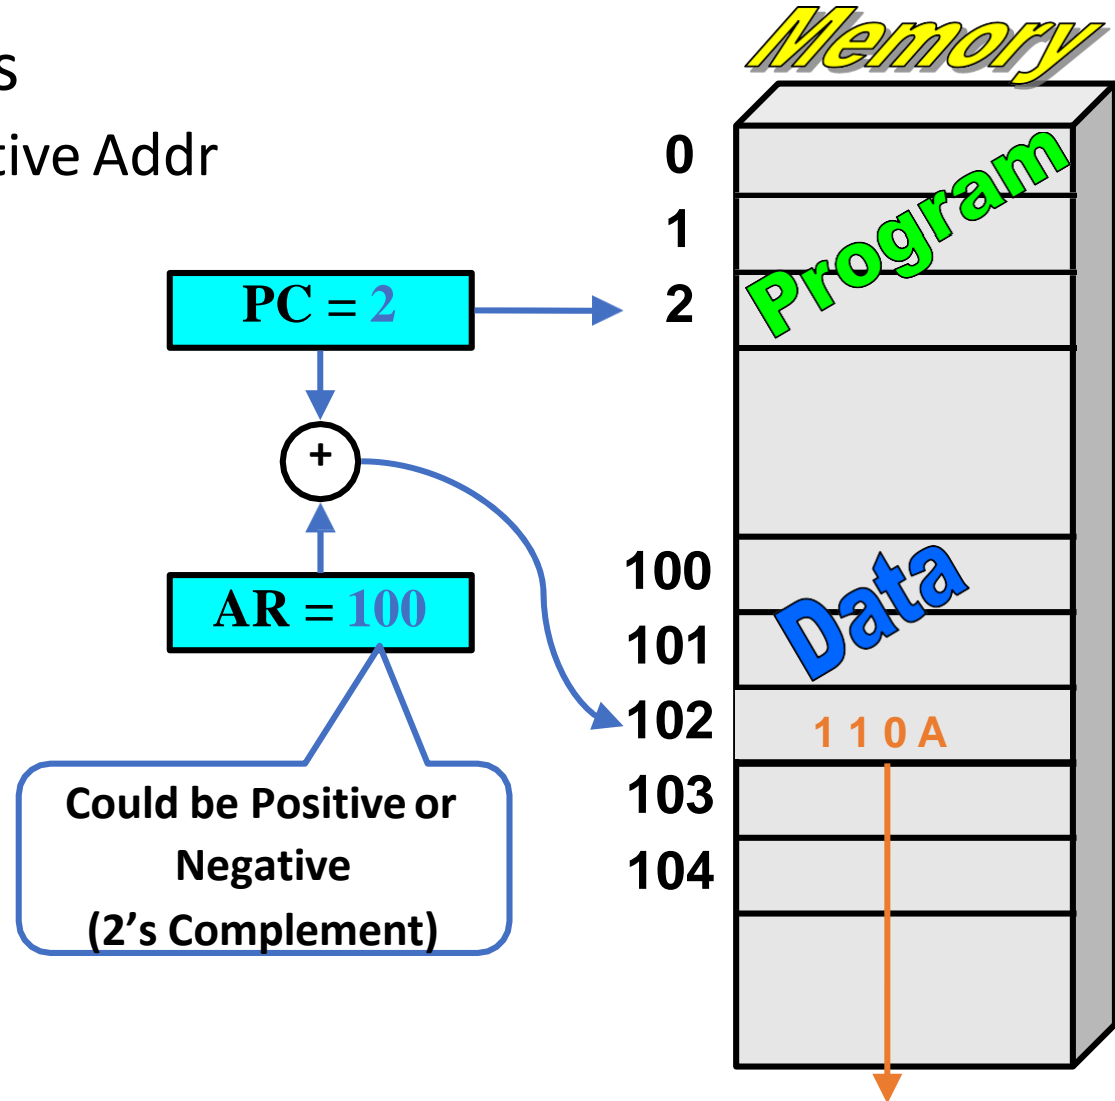 Memory
s
tive Addr
0
Program
1
PC = 2
2
+
100
Data
AR = 100
101
102
1 1 0 A
Could be Positive or
103
Negative
104
(2’s Complement)